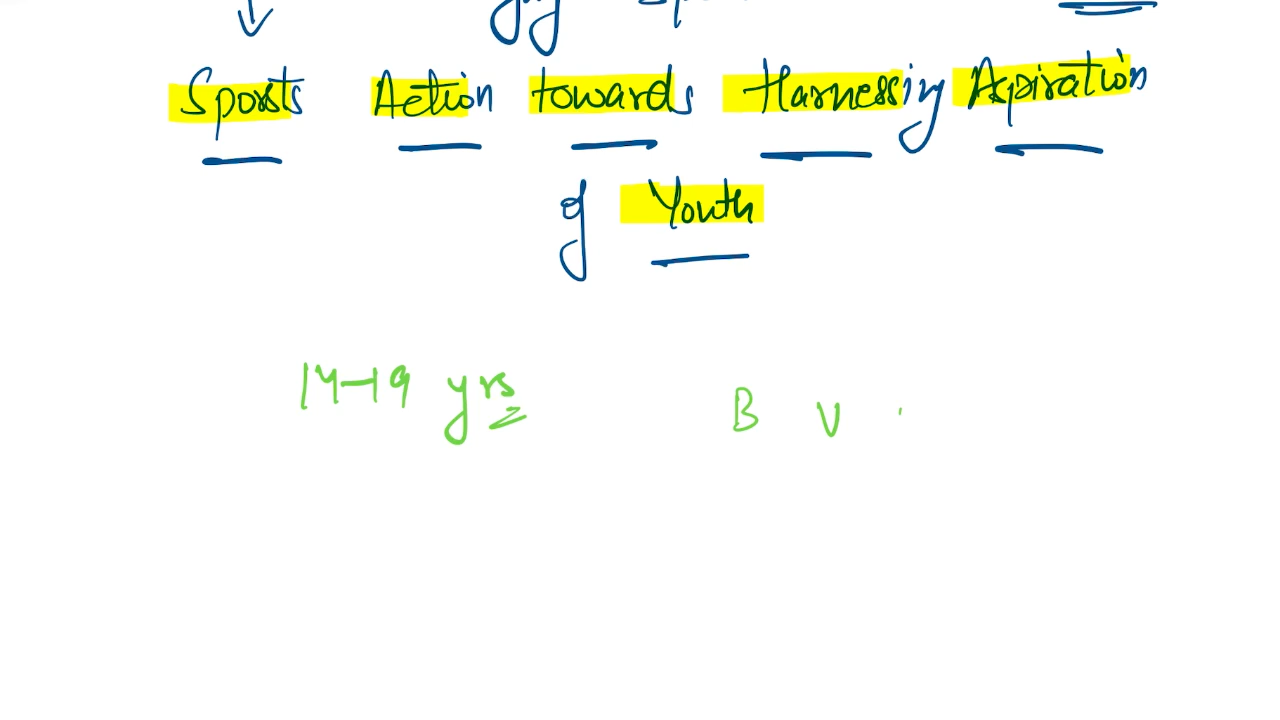 Sports Action towards Harnessing Aspiration
of Youth
14-19 yrs B V